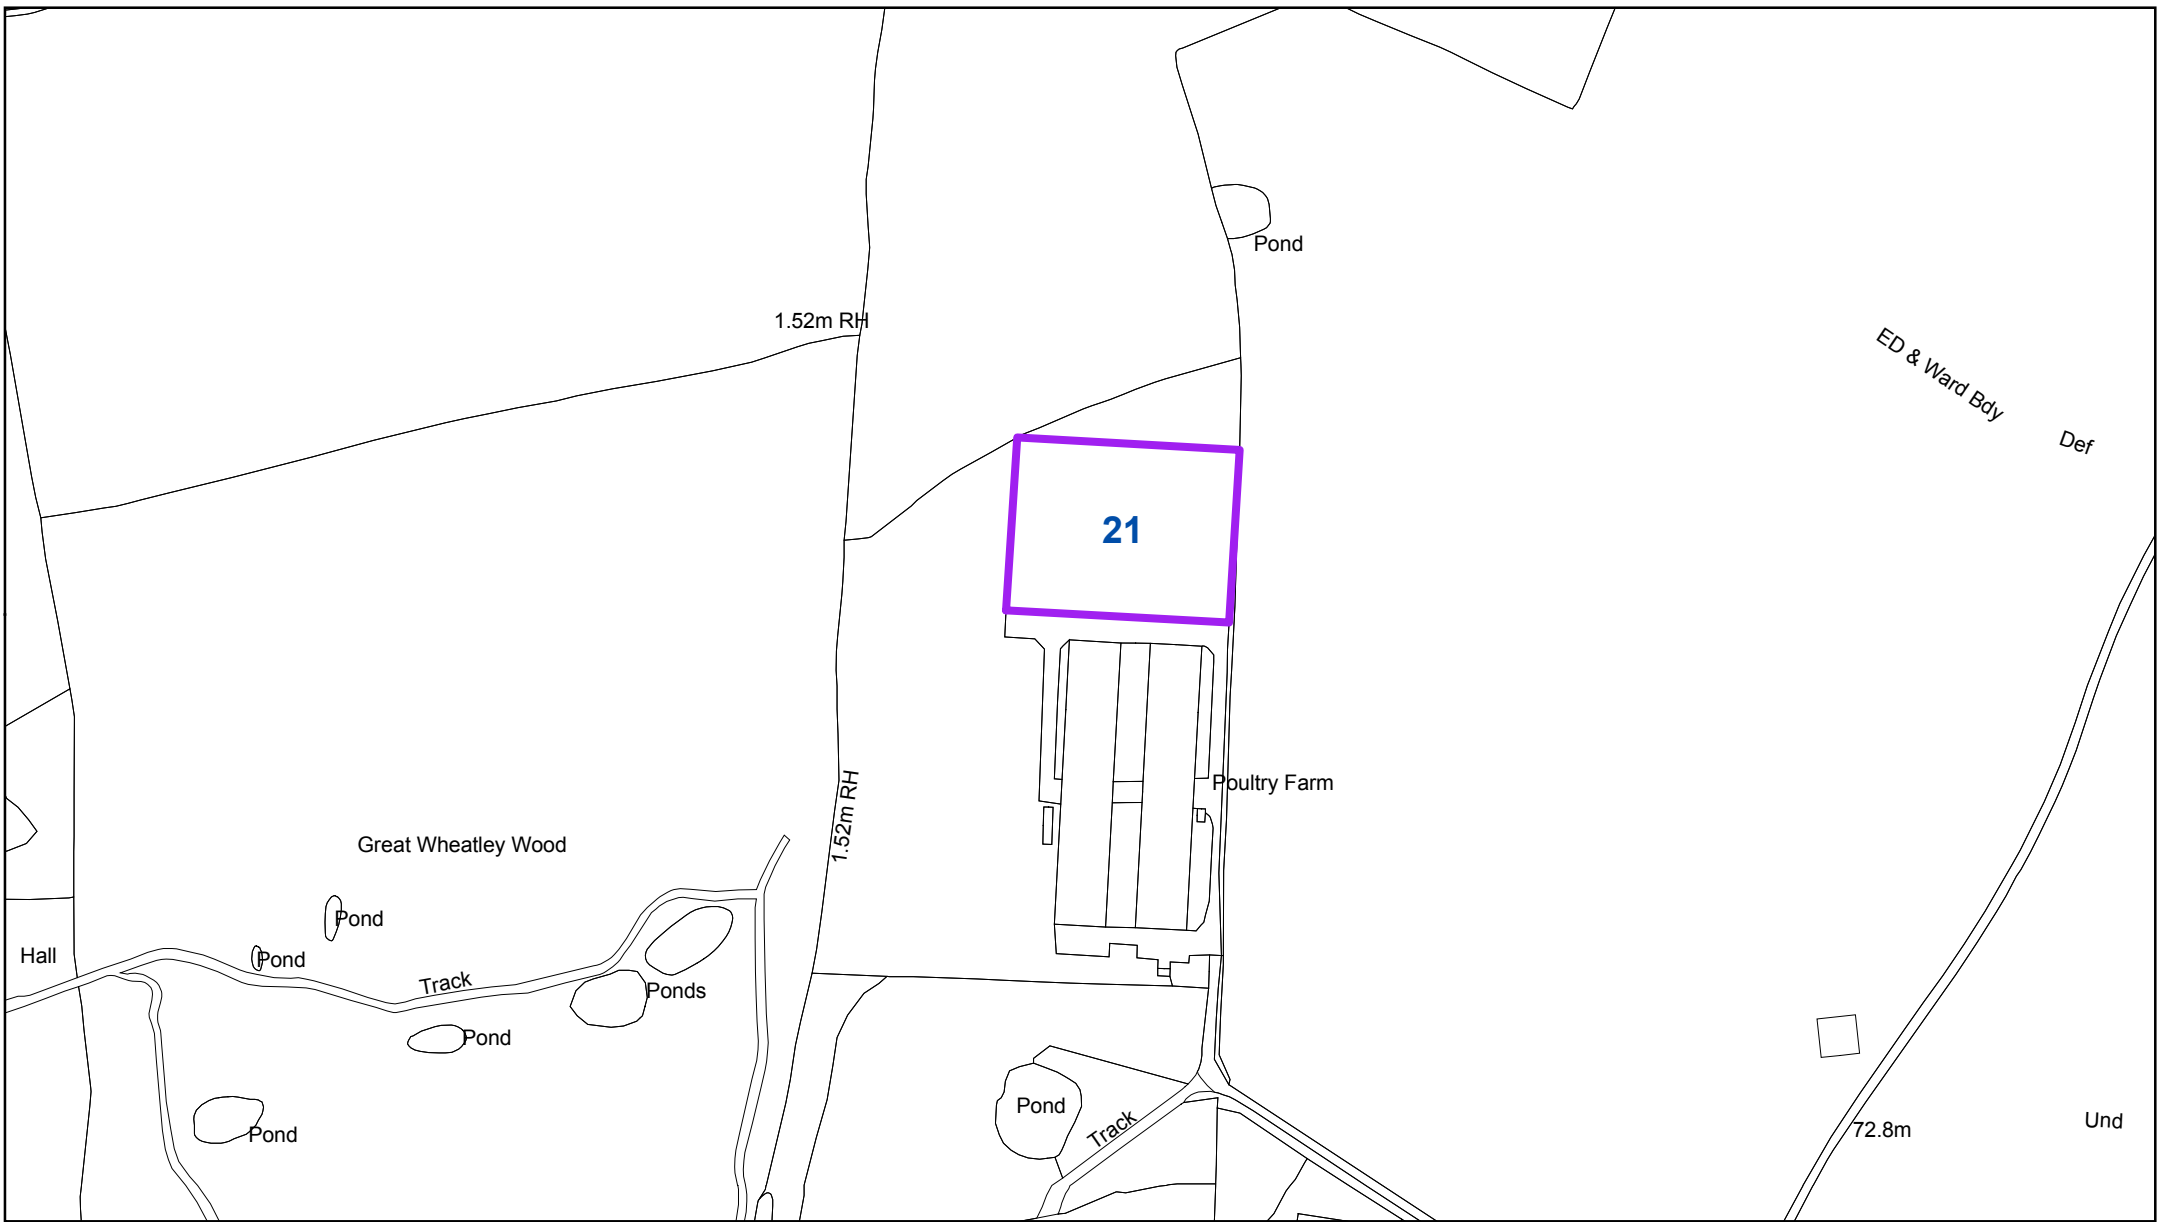 Pond
1.52m RH
ED & Ward Bdy
Def
21
Poultry Farm
1.52m RH
Great Wheatley Wood
Pond
Hall
Pond
Track
Ponds
Pond
Pond
Pond
Track
72.8m
Und